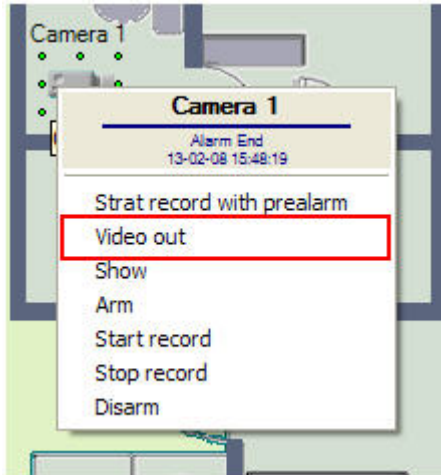 Camera 1
Camera 1
Alarm End
13-02-08 15:48:19
Strat record with prealarm
Video out
Show
Arm
Start record
Stop record
Disarm